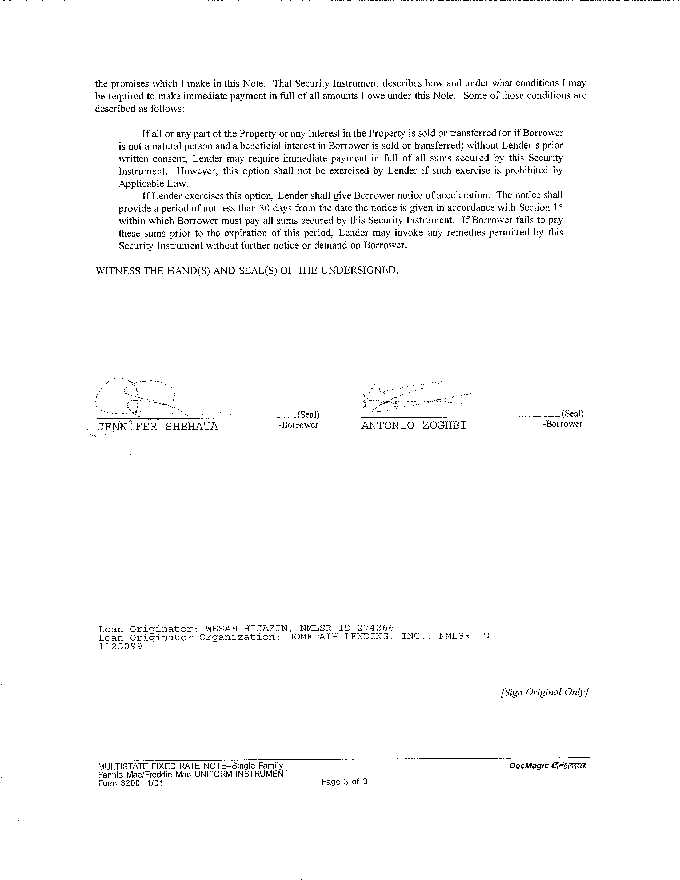 the promises which I make in this Note. That Security Instrument describes how and under what conditions I may
be required to make immediate payment in full of all amounts I owe under this Note. Some of those conditions are
described as follows:
If all or any part of the Property or any Interest in the Property is sold or transferred (or if Borrower
is not a natural person and a beneficial interest in Borrower is sold or transferred) without Lender's prior
written consent, Lender may require immediate payment in full of all sums secured by this Security
Instrument. However, this option shall not be exercised by Lender if such exercise is prohibited by
Applicable Law.
If Lender exercises this option, Lender shall give Borrower notice of acceleration. The notice shall
provide a period of not less than 30 days from the date the notice is given in accordance with Section 15
within which Borrower must pay all sums secured by this Security Instrument. If Borrower fails to pay
these sums prior to the expiration of this period, Lender may invoke any remedies permitted by this
Security Instrument without further notice or demand on Borrower.
WITNESS THE HAND(S) AND SEAL(S) OF THE UNDERSIGNED.
(Seal) (Seal)
JENNIFER SHEHATA -Borrower ANTONIO ZOGHBI -Borrower
Loan Originator: HIJAZIN, NMLSR ID
Loan Originator Organization: LENDING, INC., NMLSR ID
[Sign Original Only]
MULTISTATE FIXED RATE NOTE--Single Family DocMagic
Fannie Mae/Freddie Mac UNIFORM INSTRUMENT
Form 3200 1/01 Page 3 of 3